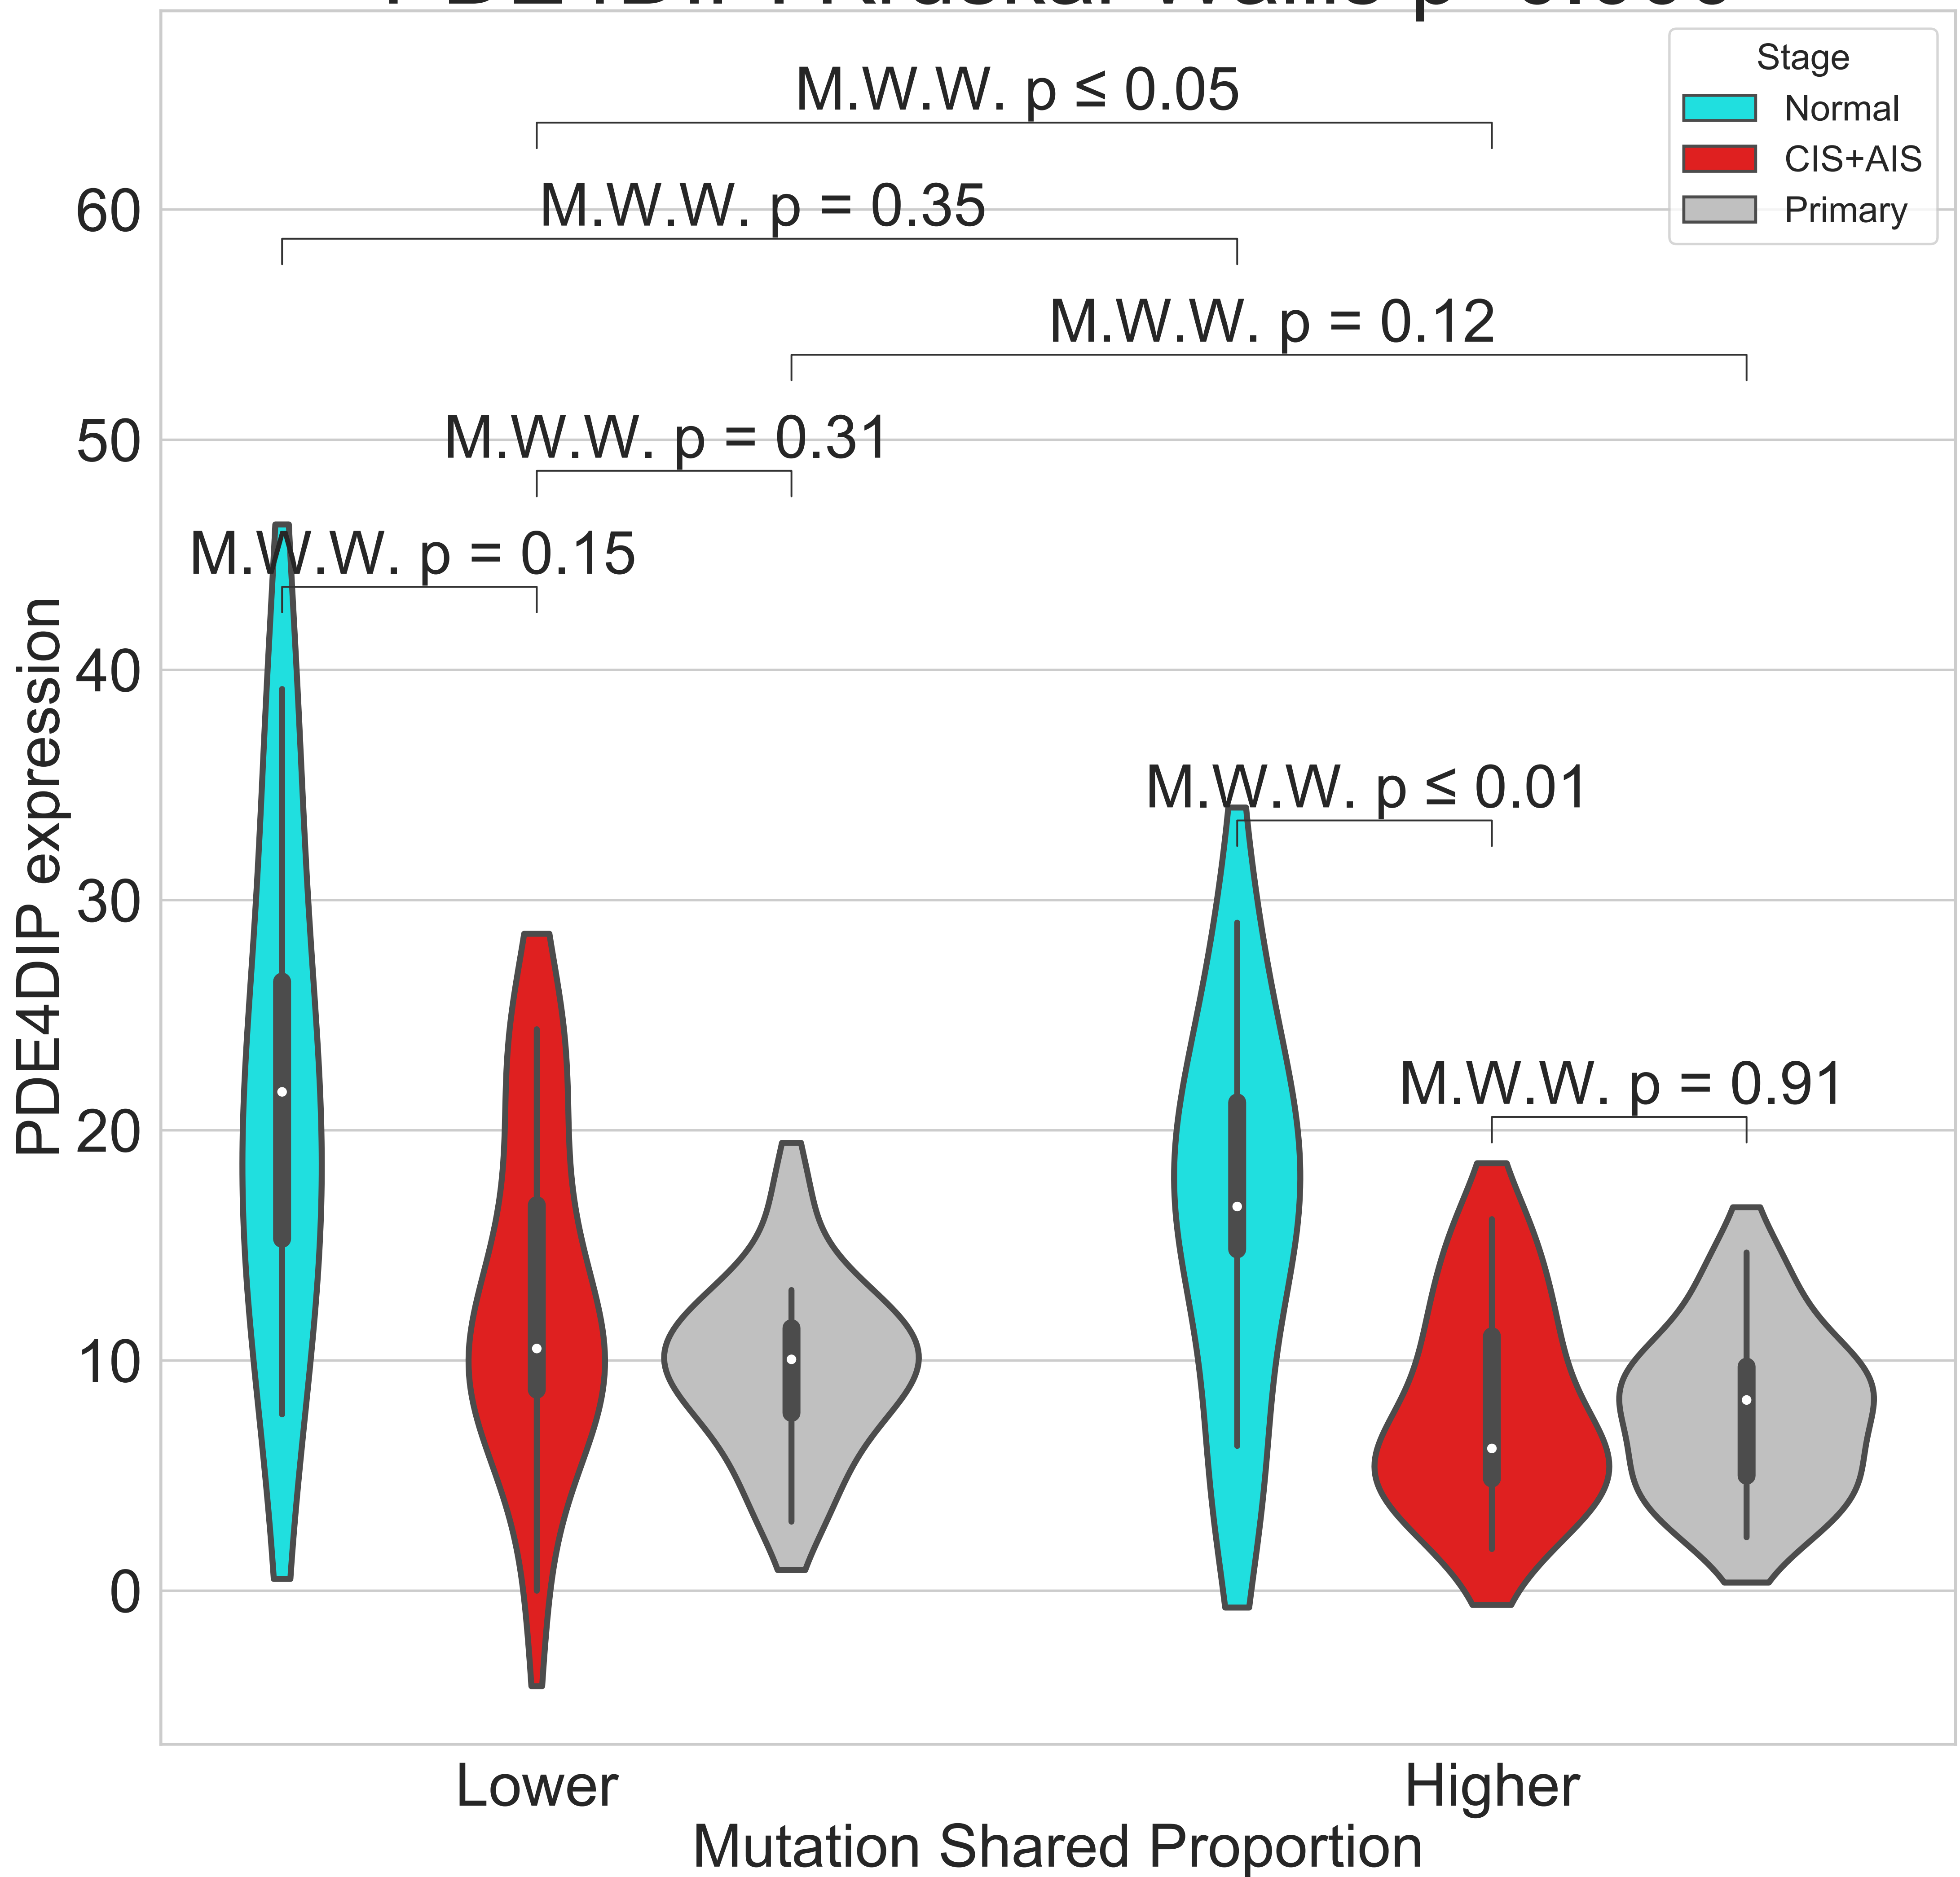 M.W.W. p ≤ 0.05
M.W.W. p = 0.35
M.W.W. p = 0.12
M.W.W. p = 0.31
M.W.W. p = 0.15
M.W.W. p ≤ 0.01
M.W.W. p = 0.91
Stage
Normal
CIS+AIS
Primary
PDE4DIP expression
60
50
40
30
20
10
0
Lower
Higher
Mutation Shared Proportion